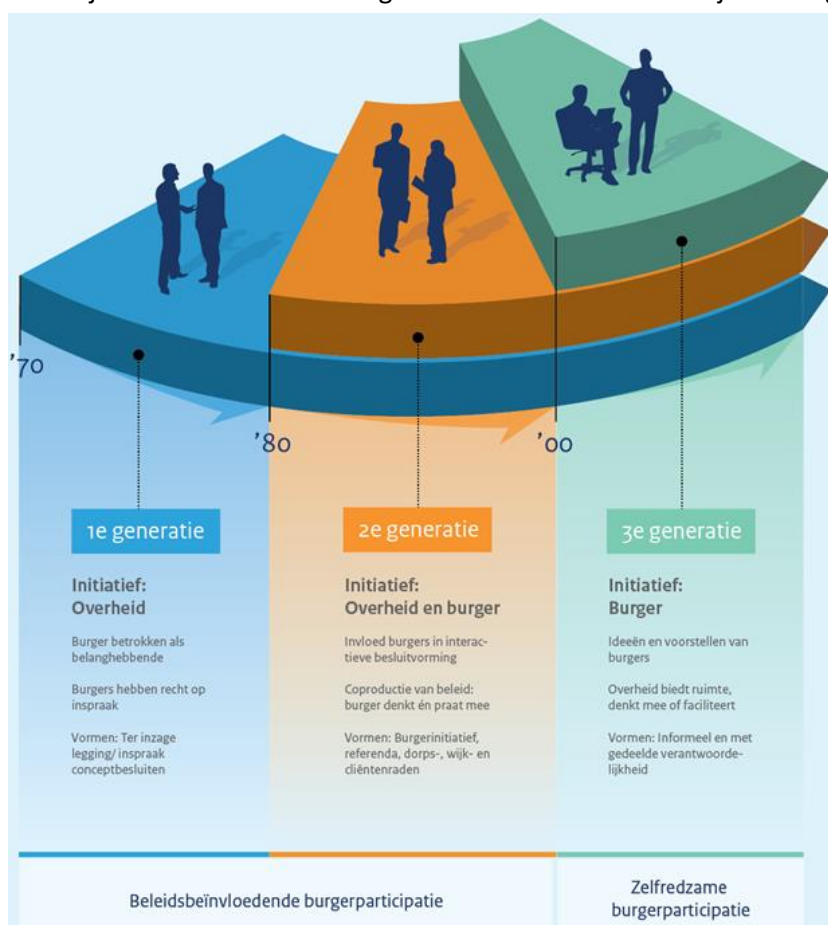 '70
'80
'00
1e generatie
Initiatief:
Overheid
Burger betrokken als
belanghebbende
Burgers hebben recht op
inspraak
Vormen: Ter inzage
legging/ inspraak
conceptbesluiten
2e generatie
Initiatief:
Overheid en burger
Invloed burgers in interac-
tieve besluitvorming
Coproductie van beleid:
burger denkt én praat mee
Vormen: Burgerinitiatief,
referenda, dorps-, wijk- en
cliëntenraden
3e generatie
Initiatief:
Burger
Ideeën en voorstellen van
burgers
Overheid biedt ruimte,
denkt mee of faciliteert
Vormen: Informeel en met
gedeelde verantwoorde-
lijkheid
Beleidsbeïnvloedende burgerparticipatie
Zelfredzame
burgerparticipatie